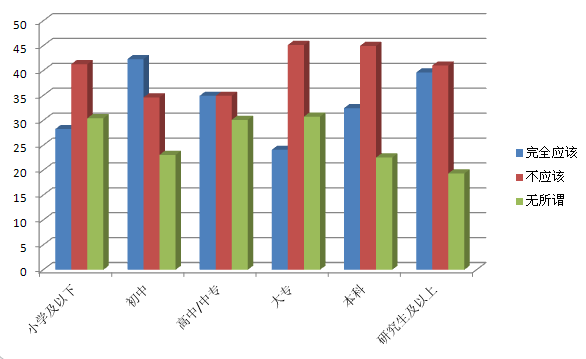 50
45
40
35
30
25
20
15
10
5
0
小学及以下
初中
高中/中专
大专
本科
研究生及以上
完全应该
不应该
无所谓